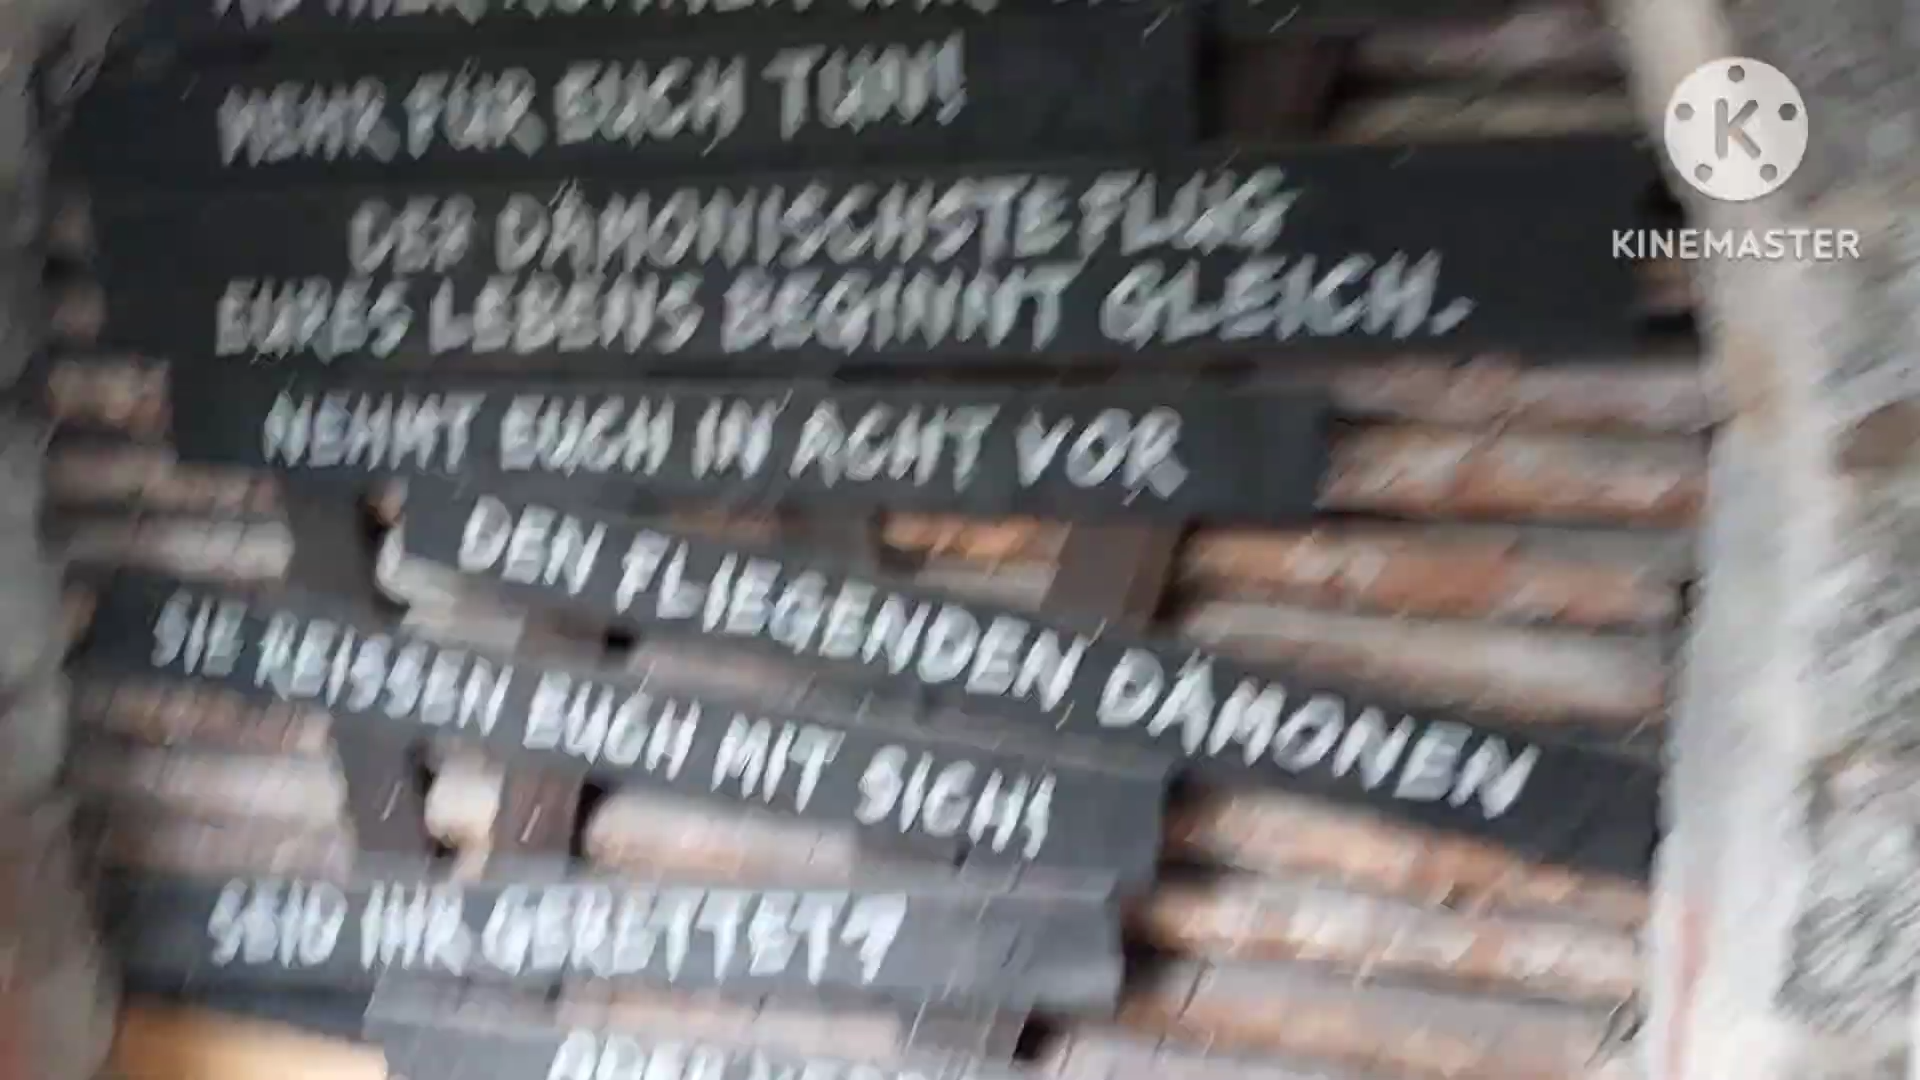 MEHR FÜR EUCH TUN!
DER DÄMONISCHSTE FLUG
EURES LEBENS BEGINNT GLEICH.
NEHMT EUCH IN ACHT VOR
DEN FLIEGENDEN DÄMONEN
SIE REISSEN EUCH MIT SICH!
SEID IHR GERETTET?
KINEMASTER